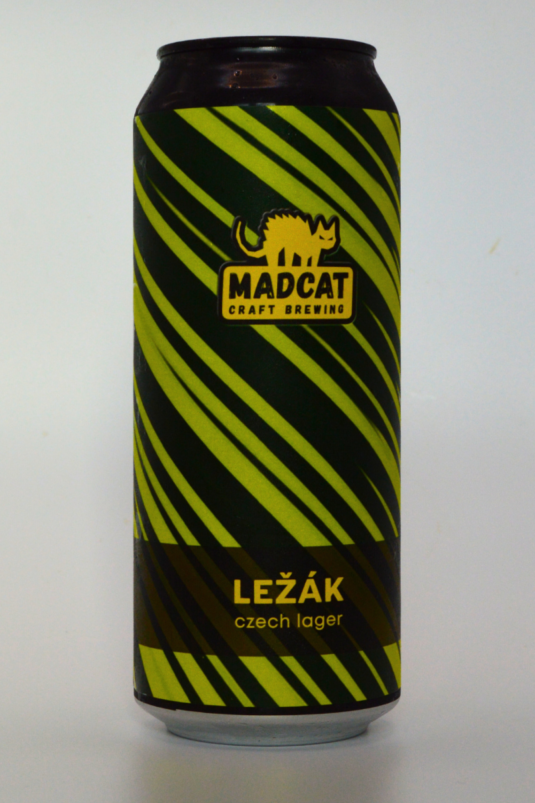 MADCAT
CRAFT BREWING
LEŽÁK
czech lager